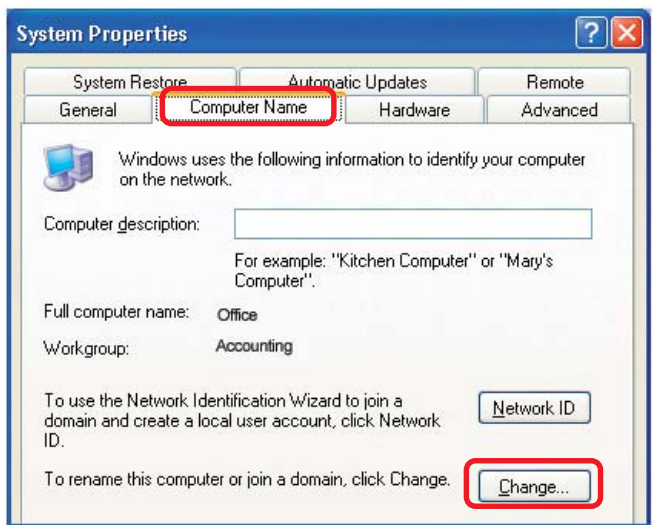 System Properties
System Restore Automatic Updates Remote
General Computer Name Hardware Advanced
Windows uses the following information to identify your computer
on the network.
Computer description:
For example: "Kitchen Computer" or "Mary's
Computer".
Full computer name: Office
Workgroup: Accounting
To use the Network Identification Wizard to join a
domain and create a local user account, click Network
ID.
Network ID
To rename this computer or join a domain, click Change.
Change...